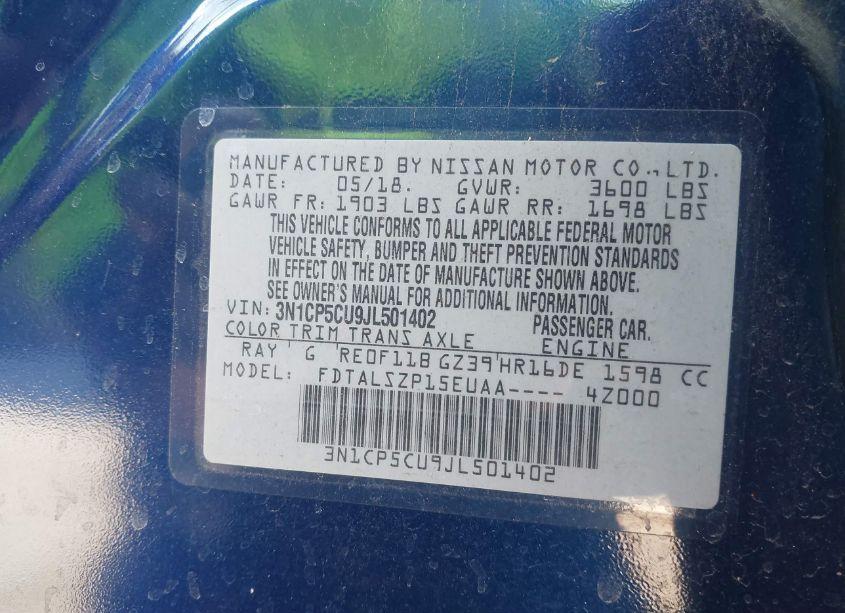 MANUFACTURED BY NISSAN MOTOR CO., LTD.
DATE: 05/18. GVWR: 3600 LBS
GAWR FR: 1903 LBS GAWR RR: 1698 LBS
THIS VEHICLE CONFORMS TO ALL APPLICABLE FEDERAL MOTOR
VEHICLE SAFETY, BUMPER AND THEFT PREVENTION STANDARDS
IN EFFECT ON THE DATE OF MANUFACTURE SHOWN ABOVE.
SEE OWNER'S MANUAL FOR ADDITIONAL INFORMATION.
VIN: 3N1CP5CU9JL501402 PASSENGER CAR.
COLOR TRIM TRANS AXLE ENGINE
RAY G RE0F11B GZ39 HR16DE 1598 CC
MODEL: FDTALSZP15EUAA---- 4Z000
3N1CP5CU9JL501402